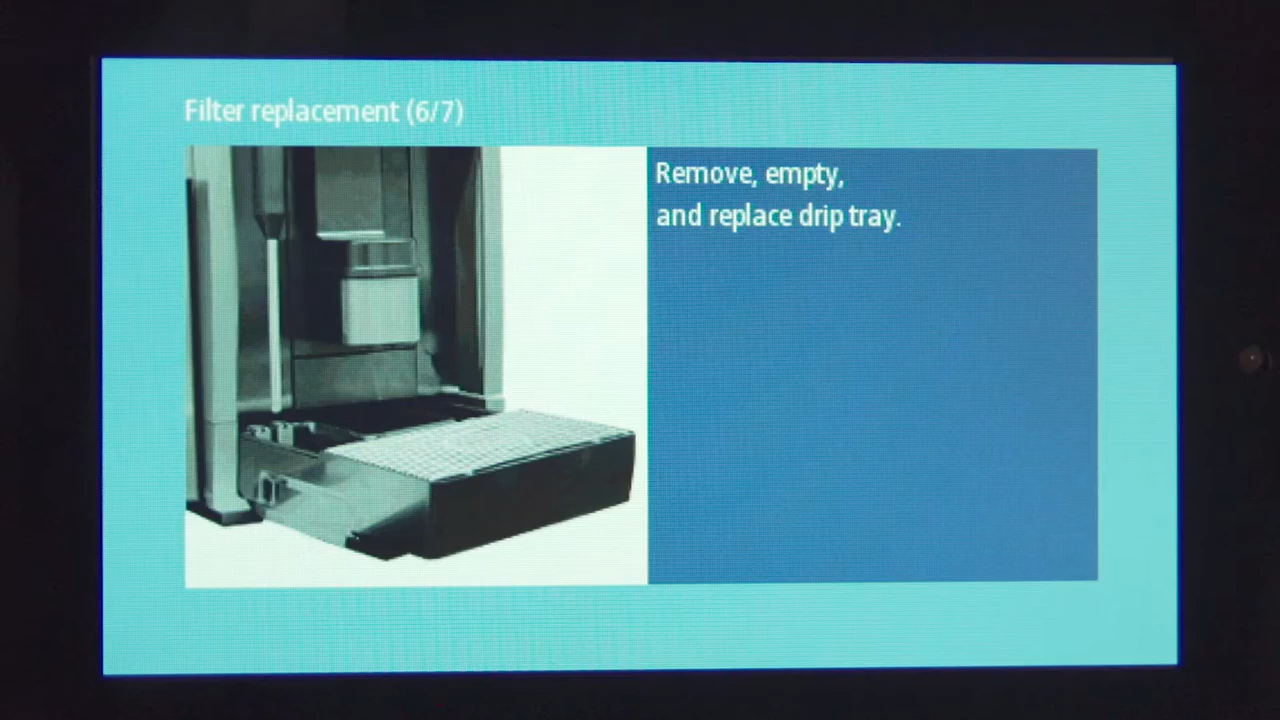 Filter replacement (6/7)
Remove, empty,
and replace drip tray.